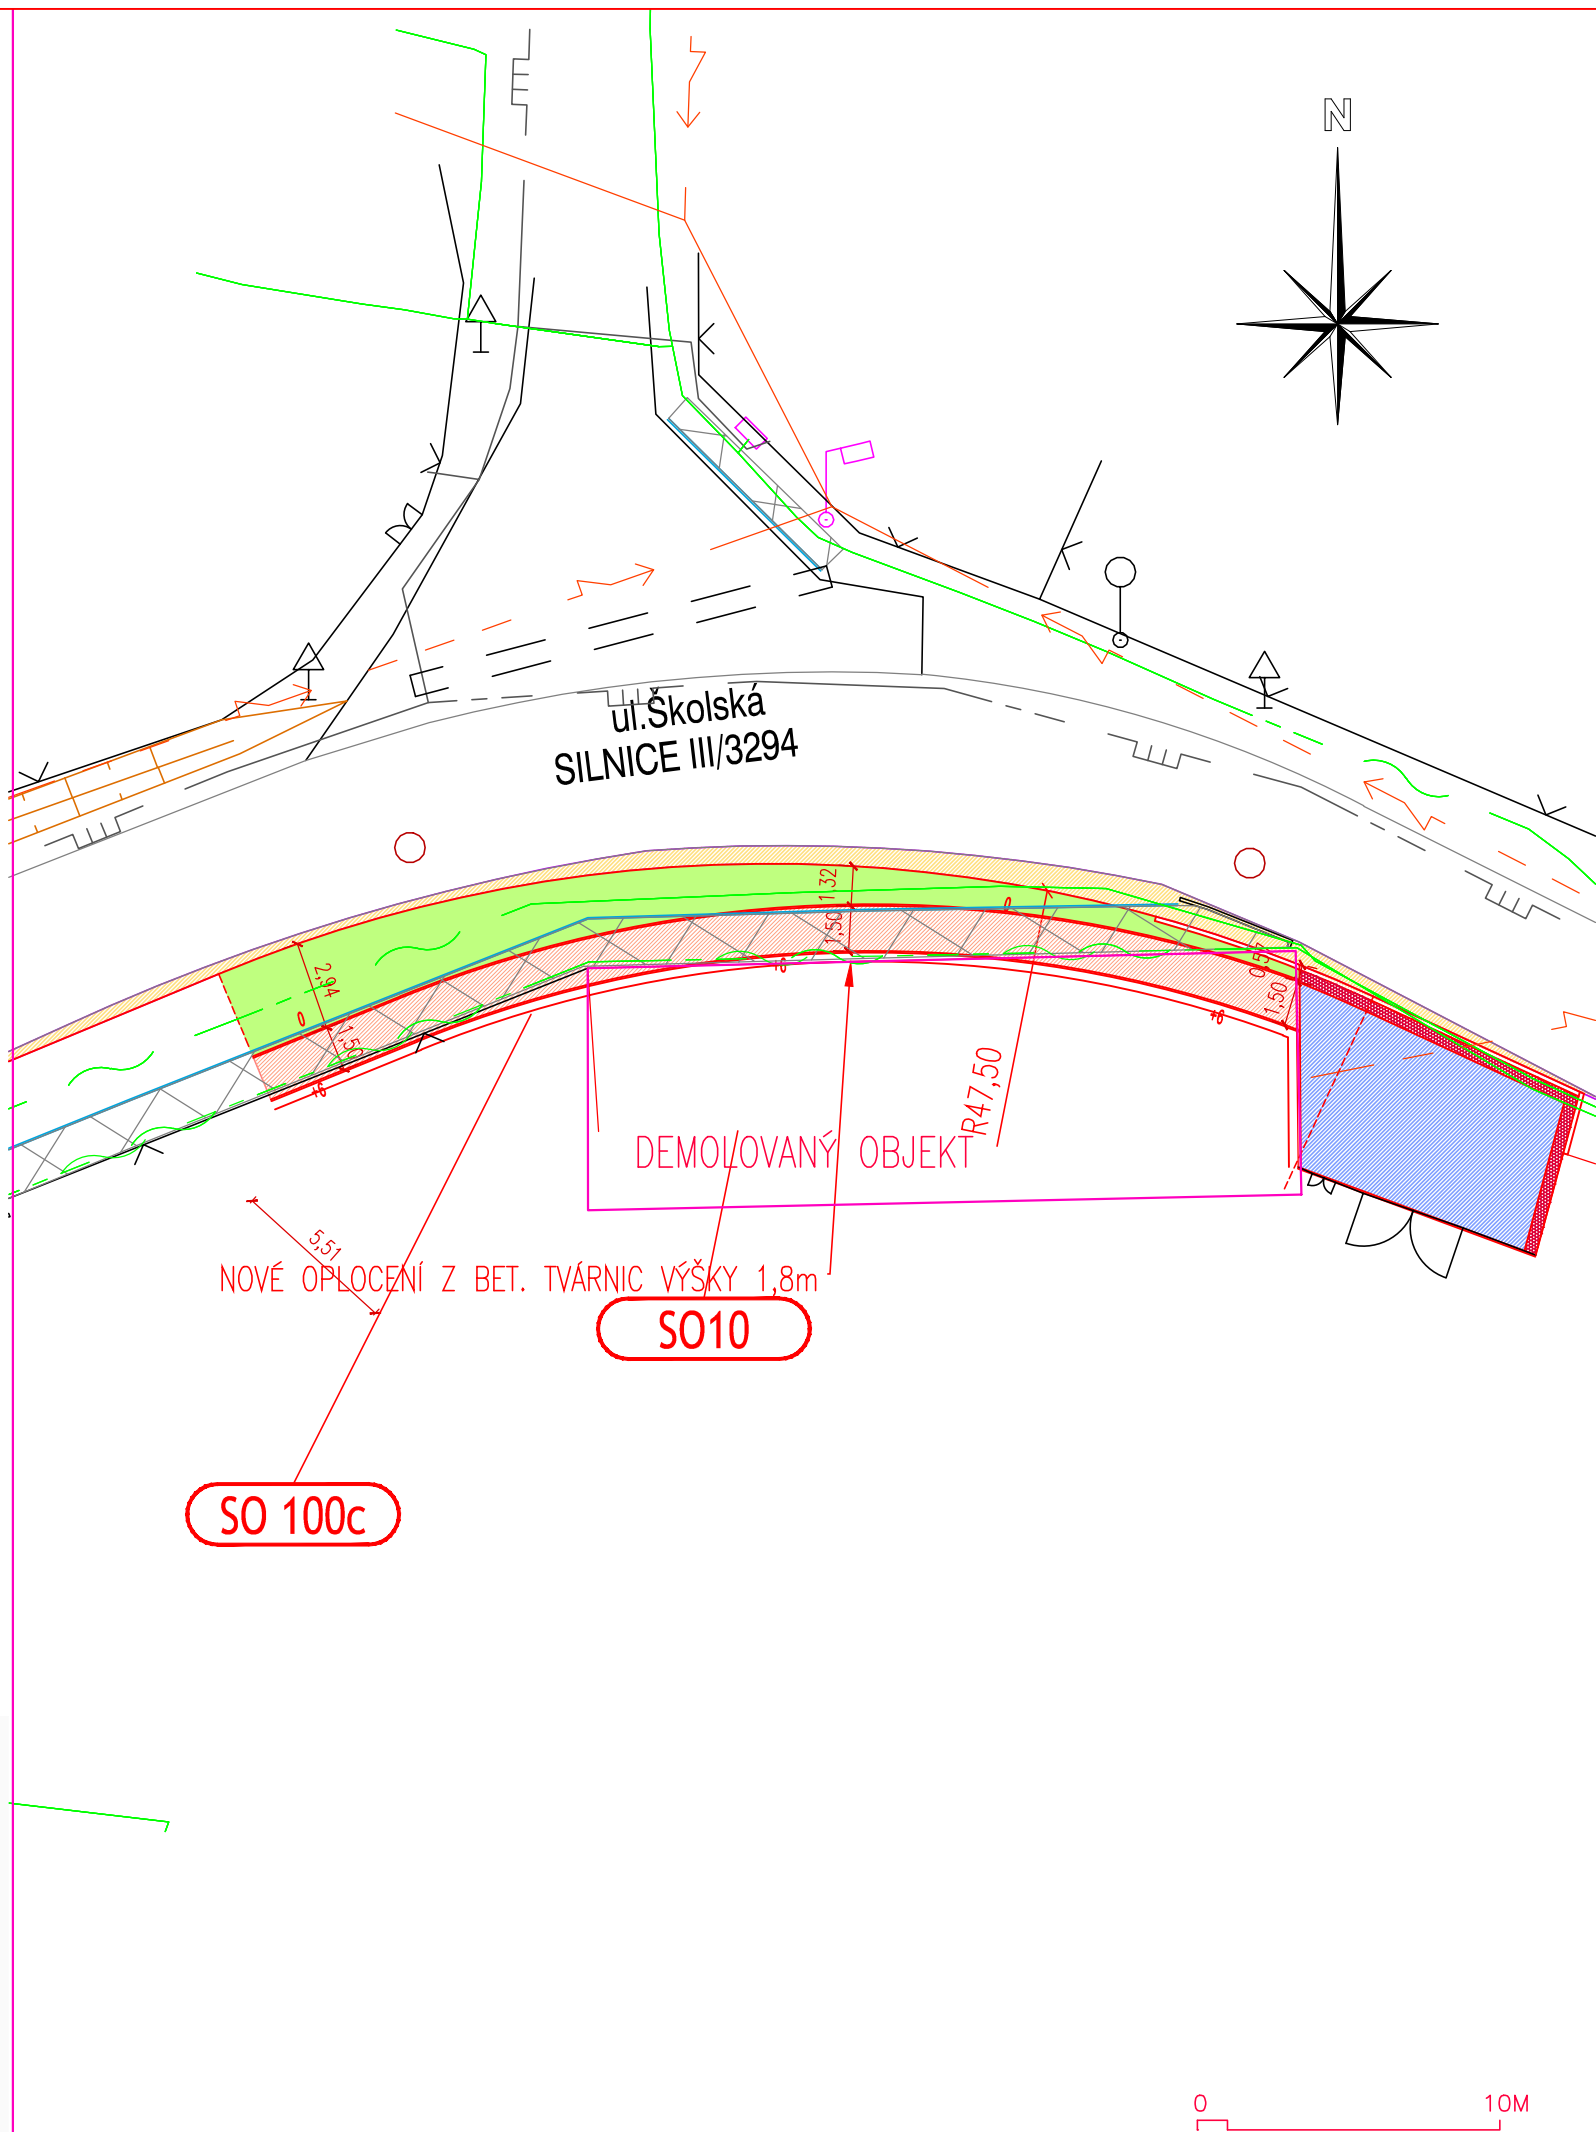 N
ul.Školská
SILNICE III/3294
1,32
1,50
2,94
1,50
0,57
1,50
R47,50
DEMOLOVANÝ OBJEKT
5,51
NOVÉ OPLOCENÍ Z BET. TVÁRNIC VÝŠKY 1,8m
SO10
SO 100c
0 10M